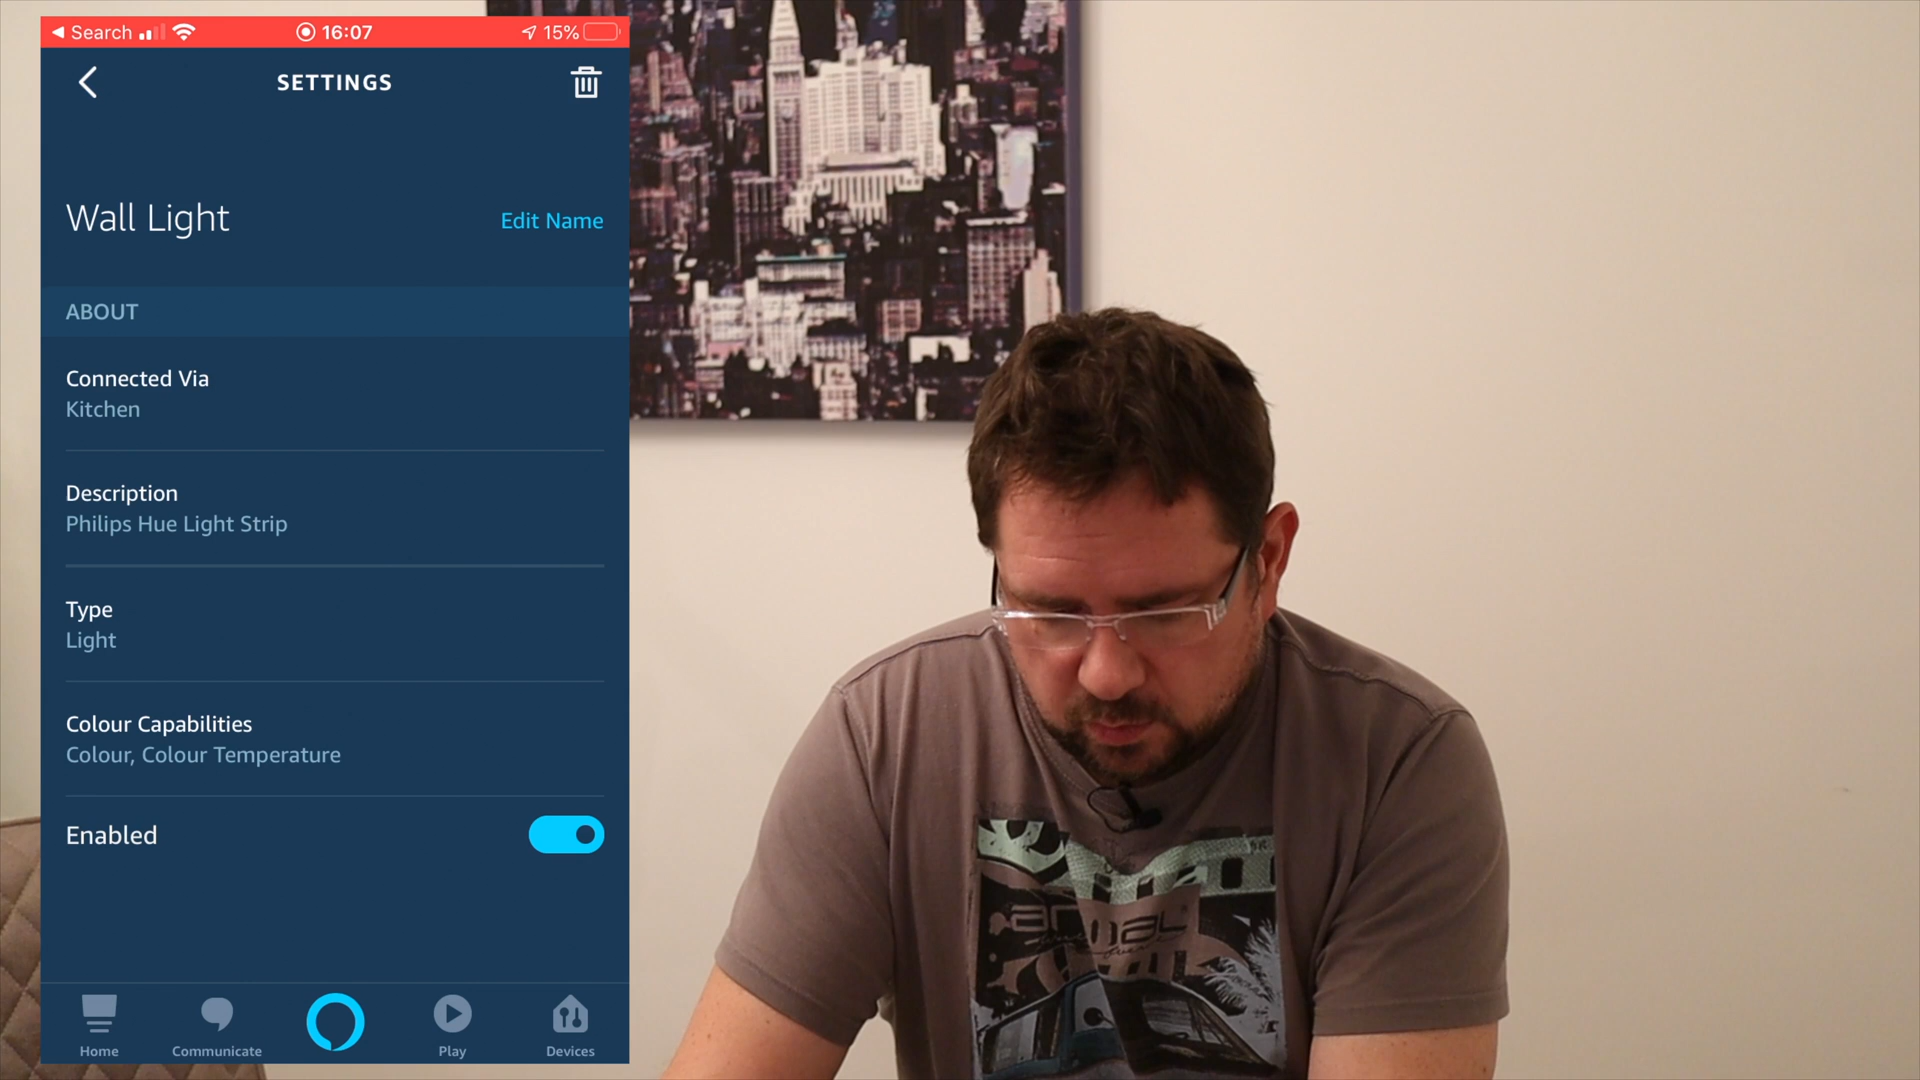 Search 16:07 15%
SETTINGS
Wall Light Edit Name
ABOUT
Connected Via
Kitchen
Description
Philips Hue Light Strip
Type
Light
Colour Capabilities
Colour, Colour Temperature
Enabled
Home Communicate Play Devices